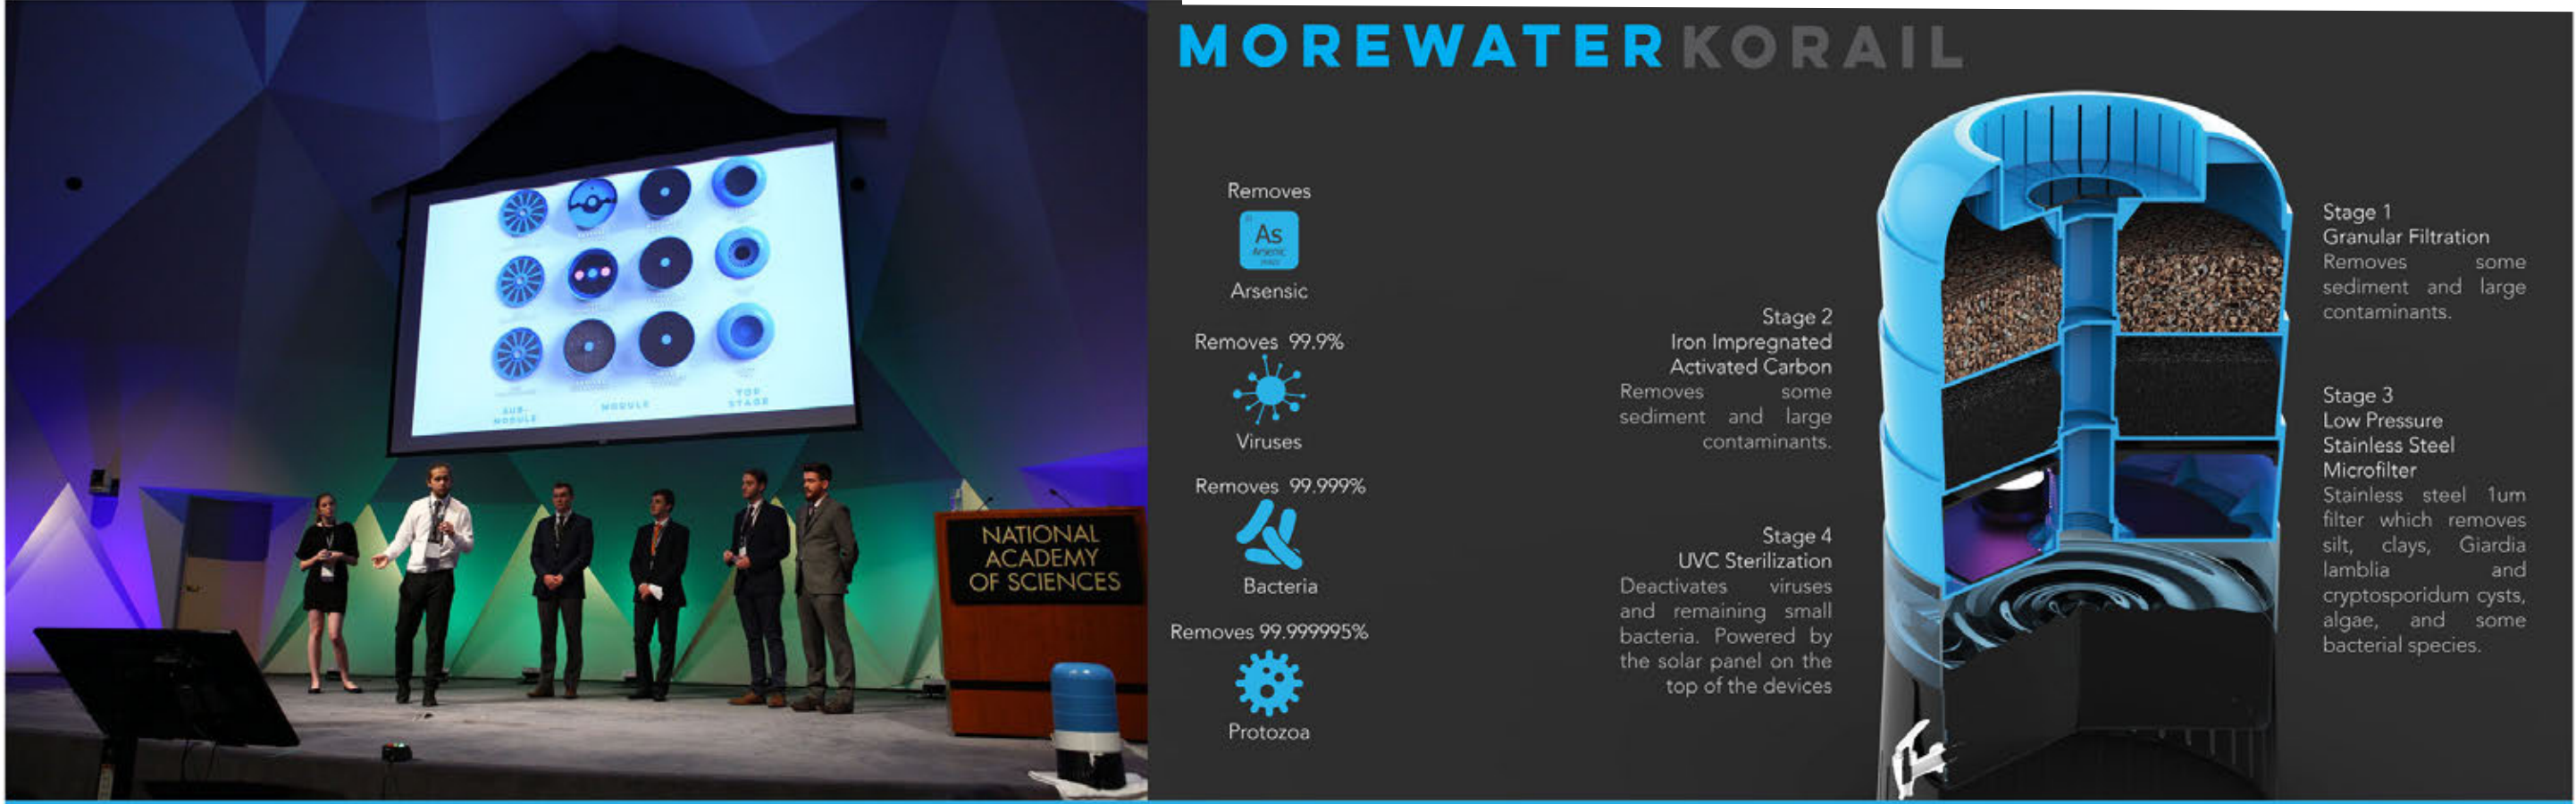 SUB-
MODULE
MODULE
TOP
STAGE
NATIONAL
ACADEMY
OF SCIENCES
MOREWATER KORAIL
Removes
As
Arsenic
Arsensic
Removes 99.9%
Viruses
Removes 99.999%
Bacteria
Removes 99.999995%
Protozoa
Stage 2
Iron Impregnated
Activated Carbon
Removes some
sediment and large
contaminants.
Stage 4
UVC Sterilization
Deactivates viruses
and remaining small
bacteria. Powered by
the solar panel on the
top of the devices
Stage 1
Granular Filtration
Removes some
sediment and large
contaminants.
Stage 3
Low Pressure
Stainless Steel
Microfilter
Stainless steel 1um
filter which removes
silt, clays, Giardia
lamblia and
cryptosporidum cysts,
algae, and some
bacterial species.